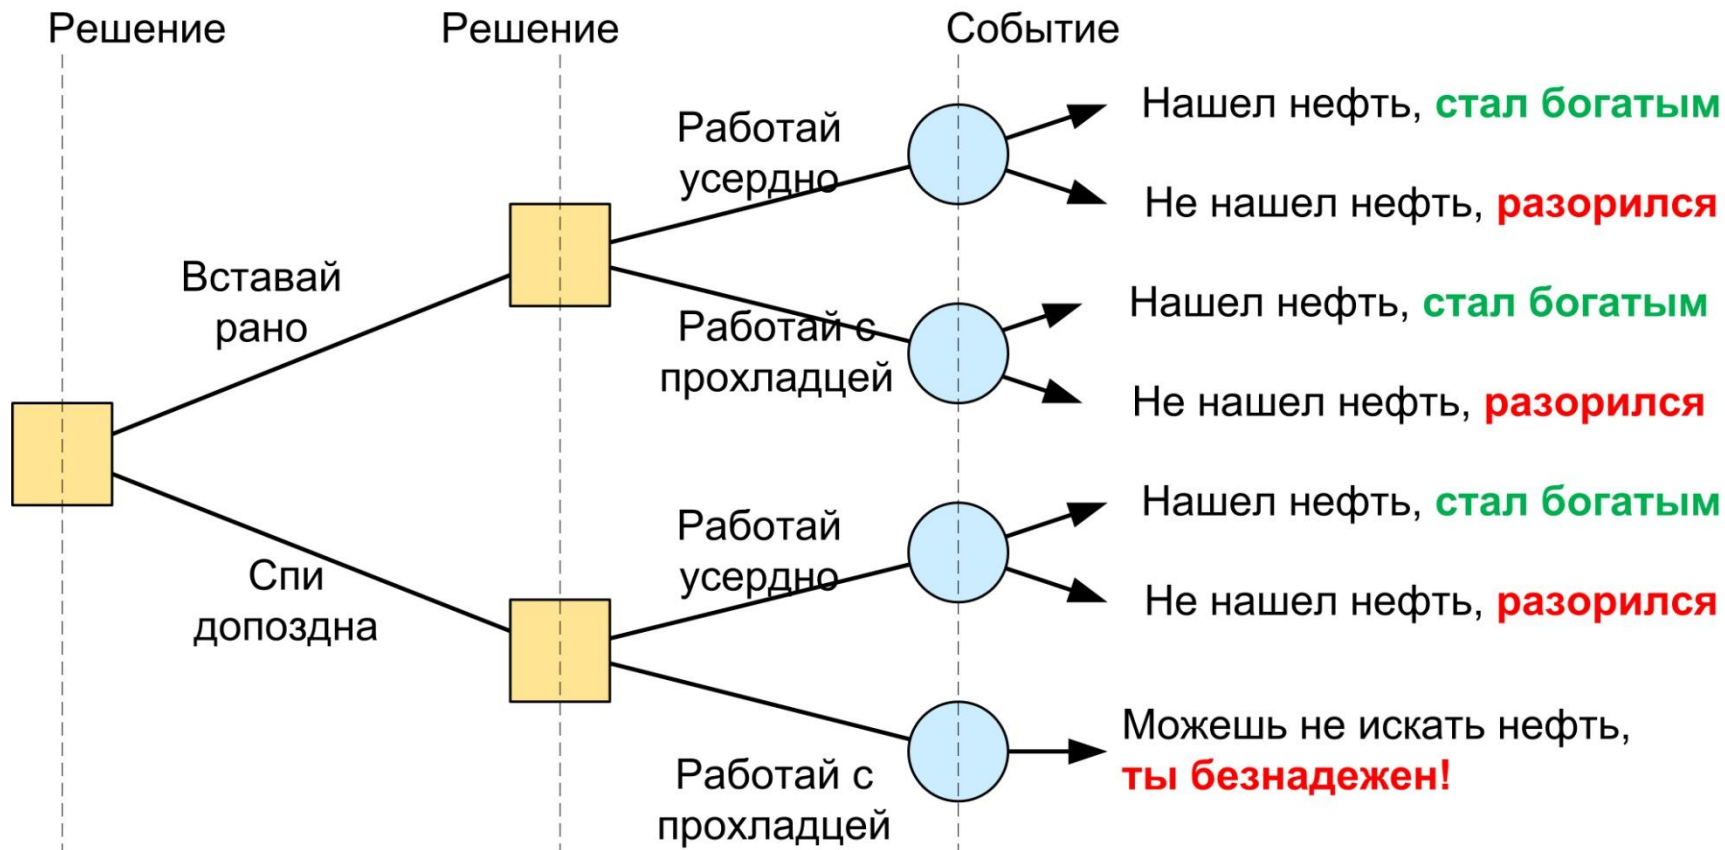 Решение
Решение
Событие
Нашел нефть, стал богатым
Работай
усердно
Не нашел нефть, разорился
Вставай
рано
Нашел нефть, стал богатым
Работай с
прохладцей
Не нашел нефть, разорился
Нашел нефть, стал богатым
Работай
усердно
Спи
допоздна
Не нашел нефть, разорился
Можешь не искать нефть,
ты безнадежен!
Работай с
прохладцей